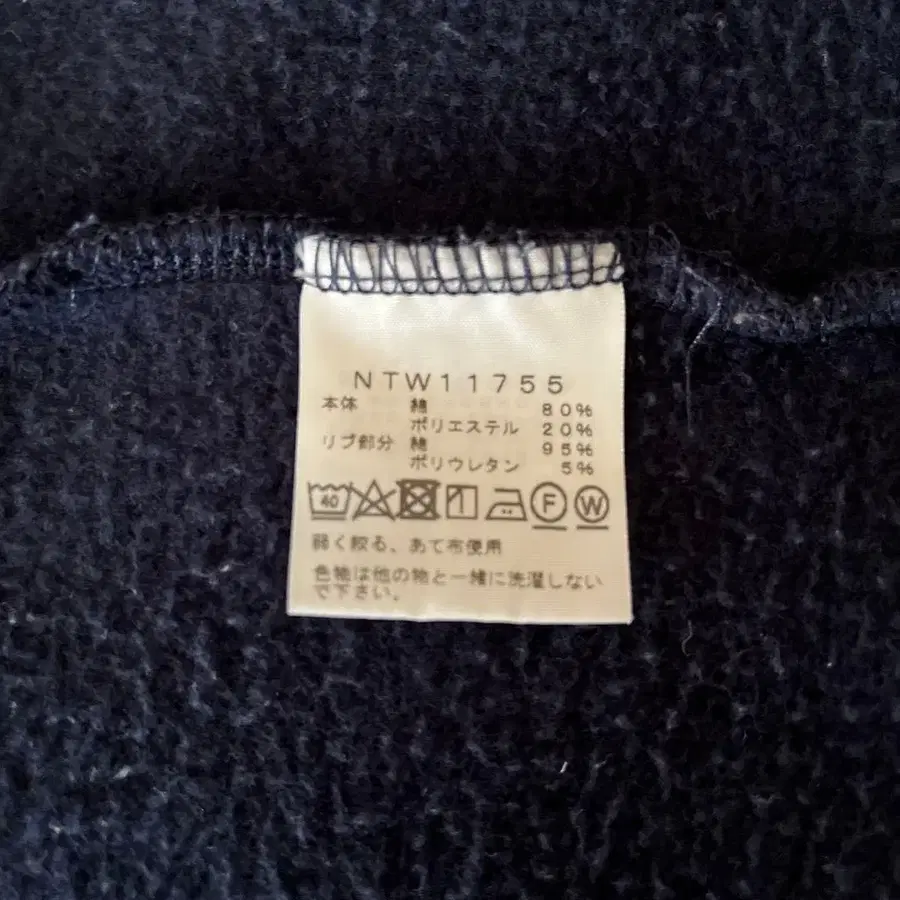 NTW11755
本体 綿 80%
ポリエステル 20%
リブ部分 綿 95%
ポリウレタン 5%
40 F W
弱く絞る、あて布使用
色物は他の物と一緒に洗濯しない
で下さい。